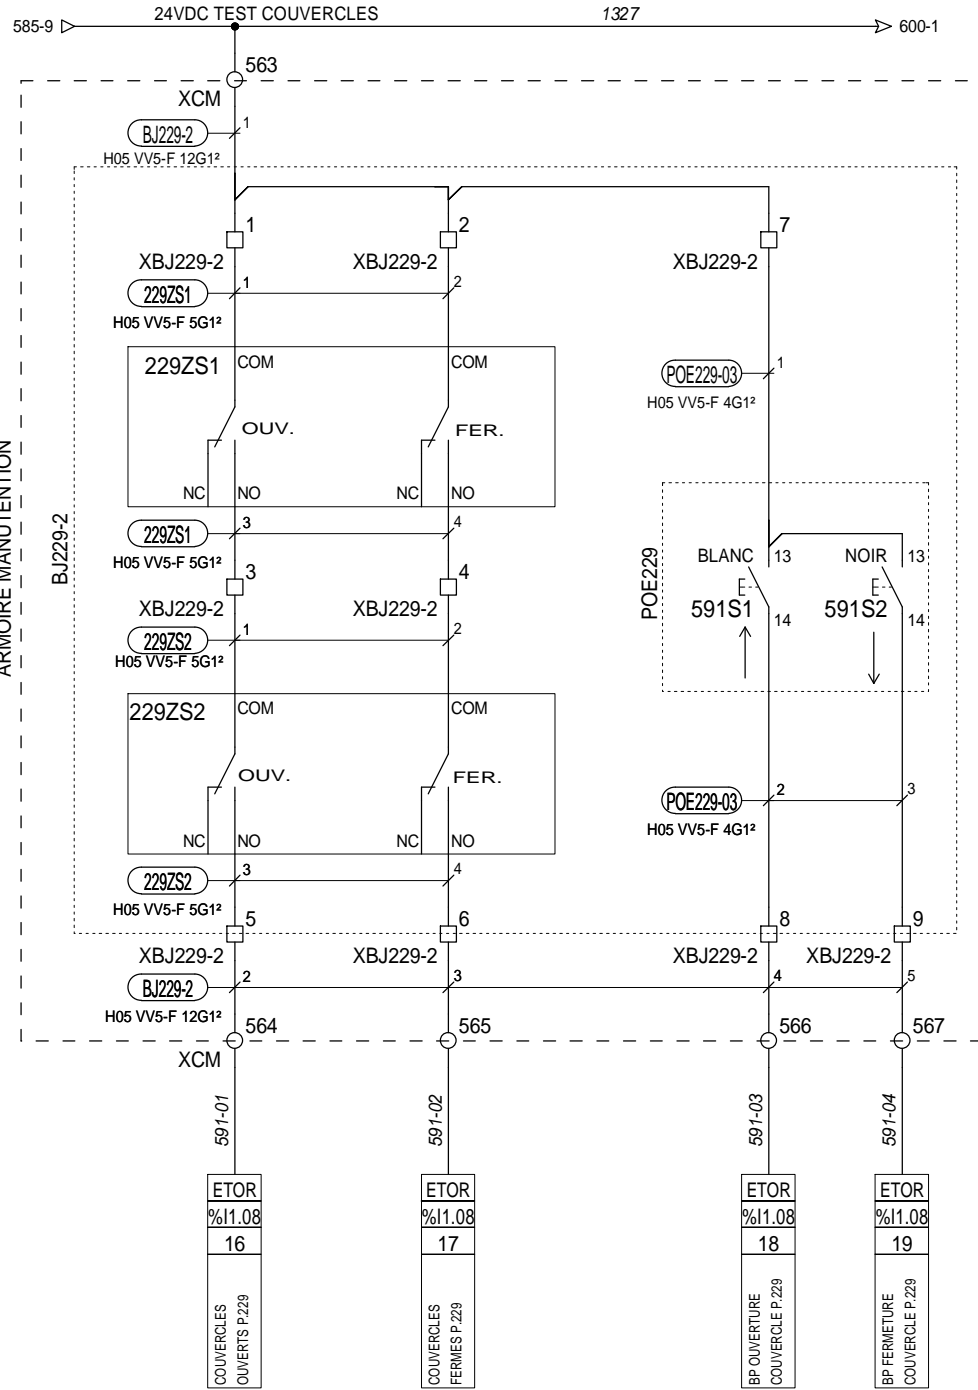 24VDC TEST COUVERCLES
1327
585-9
600-1
563
XCM
BJ229-2
1
H05 VV5-F 12G1²
1
2
7
XBJ229-2
XBJ229-2
XBJ229-2
229ZS1
1
2
H05 VV5-F 5G1²
229ZS1
COM
COM
POE229-03
1
H05 VV5-F 4G1²
OUV.
FER.
ARMOIRE MANUTENTION
BJ229-2
NC
NO
NC
NO
229ZS1
3
4
H05 VV5-F 5G1²
POE229
BLANC
13
NOIR
13
591S1
591S2
14
14
3
4
XBJ229-2
XBJ229-2
229ZS2
1
2
H05 VV5-F 5G1²
229ZS2
COM
COM
OUV.
FER.
POE229-03
2
3
H05 VV5-F 4G1²
NC
NO
NC
NO
229ZS2
3
4
H05 VV5-F 5G1²
5
6
8
9
XBJ229-2
XBJ229-2
XBJ229-2
XBJ229-2
BJ229-2
2
3
4
5
H05 VV5-F 12G1²
564
565
566
567
XCM
591-01
591-02
591-03
591-04
ETOR
ETOR
ETOR
ETOR
%I1.08
%I1.08
%I1.08
%I1.08
16
17
18
19
COUVERCLES
OUVERTS P.229
COUVERCLES
FERMES P.229
BP OUVERTURE
COUVERCLE P.229
BP FERMETURE
COUVERCLE P.229